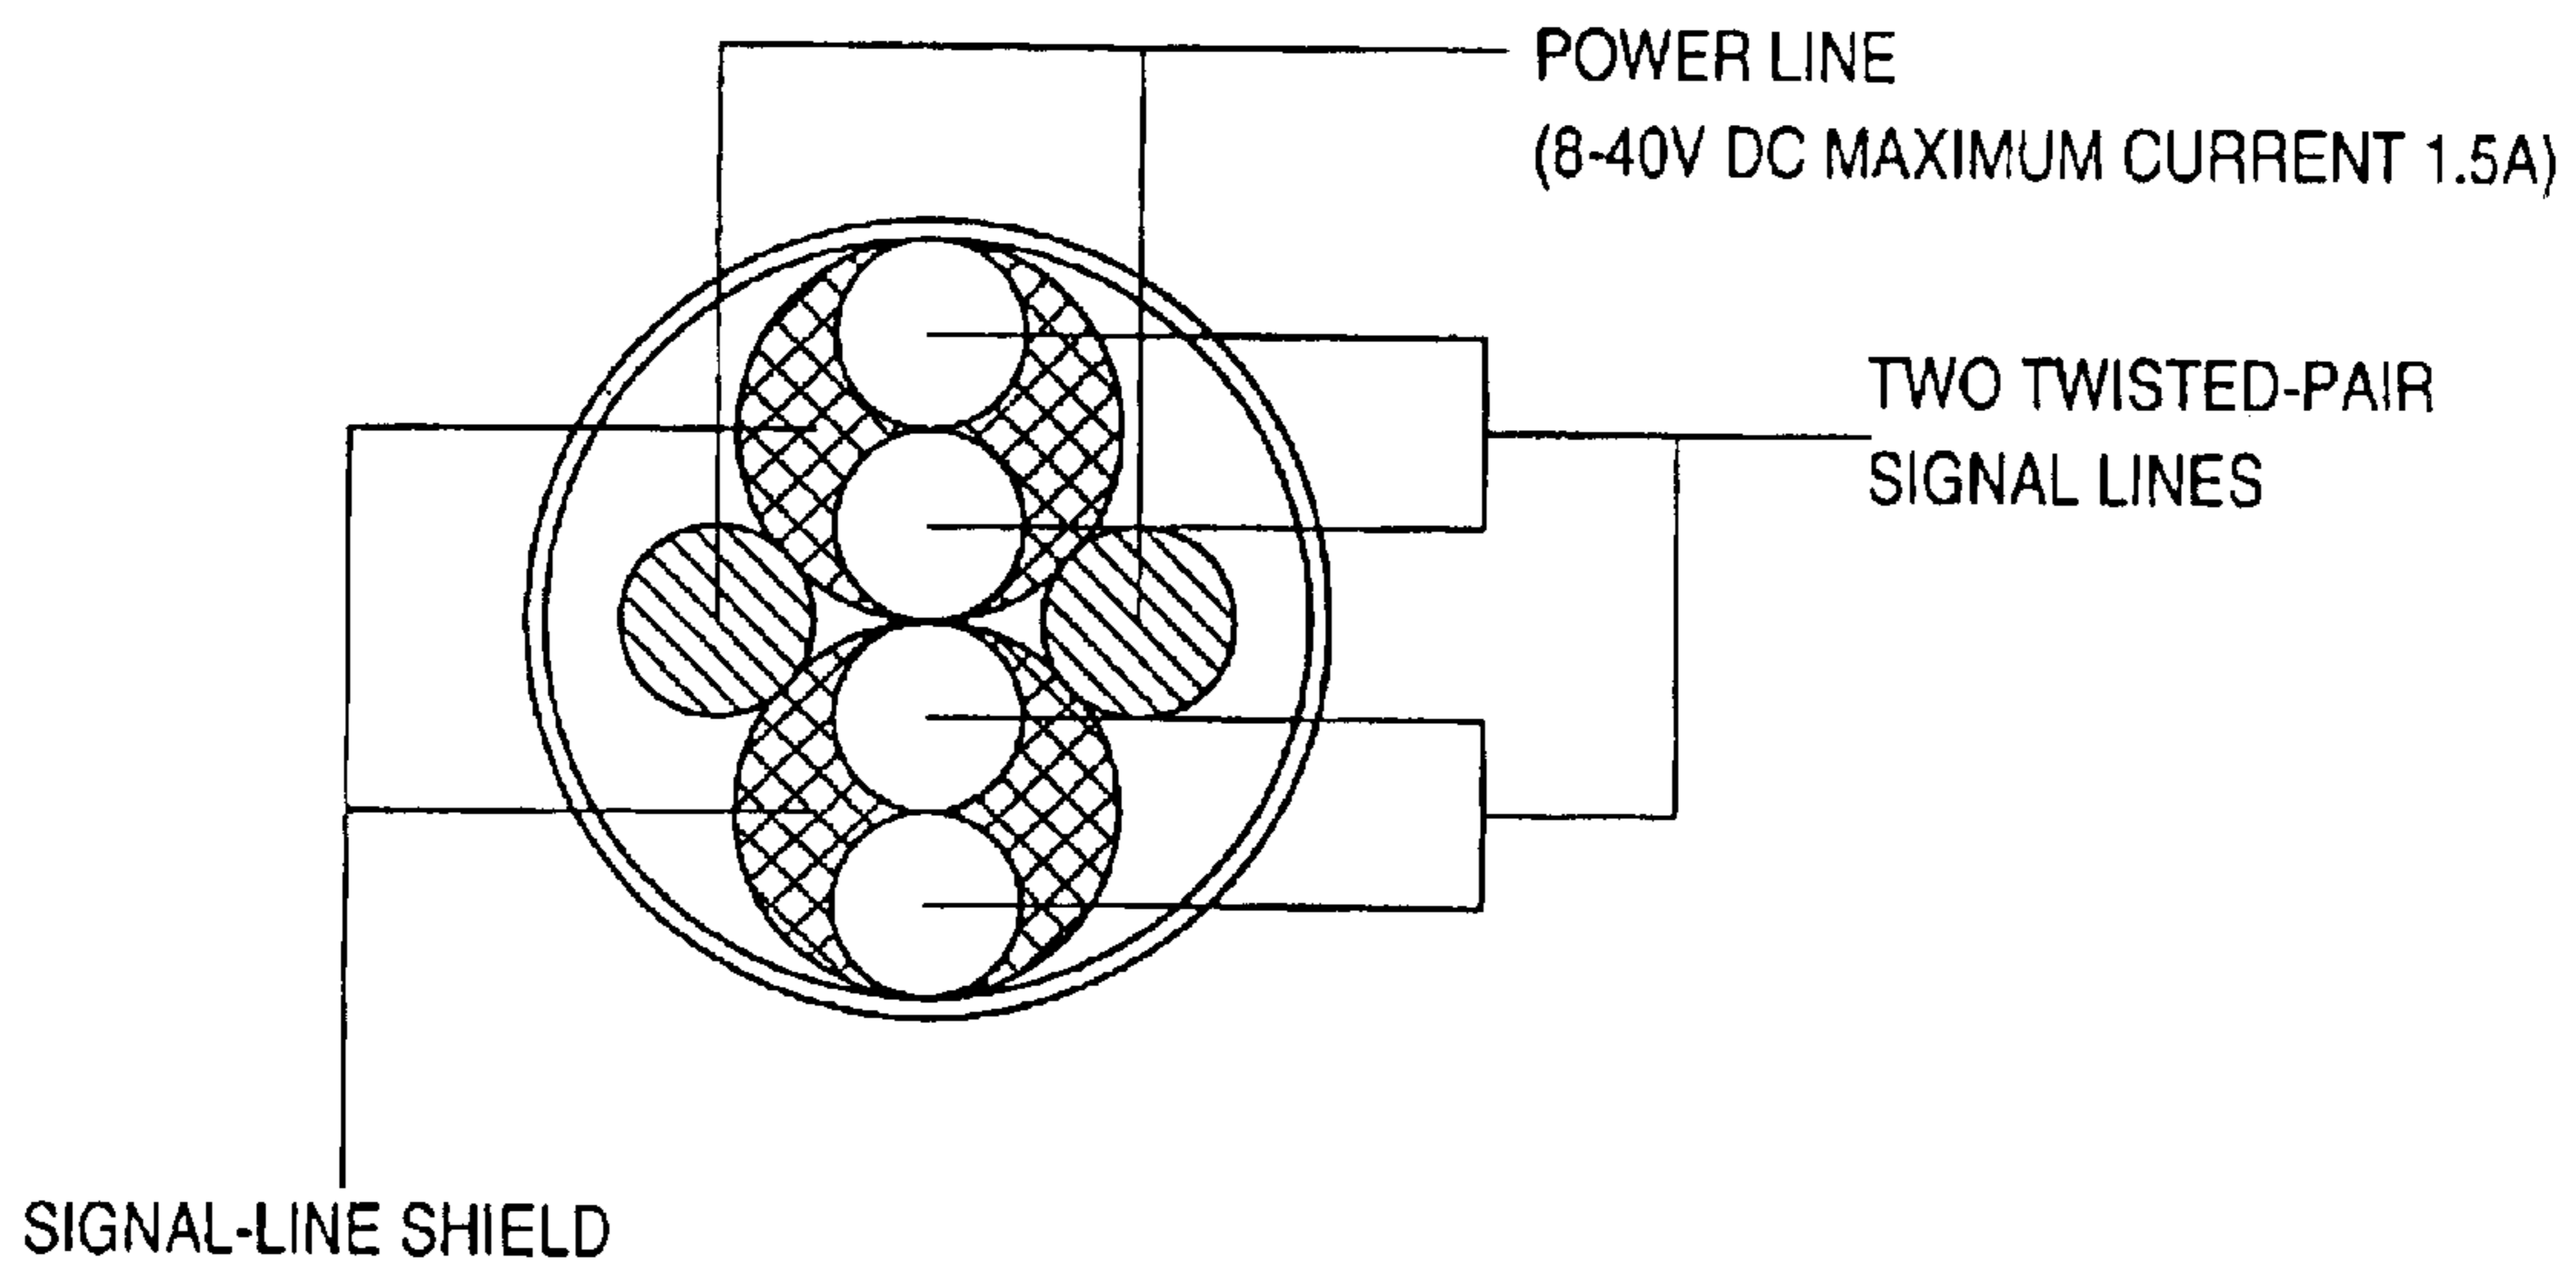 POWER LINE
(8-40V DC MAXIMUM CURRENT 1.5A)
TWO TWISTED-PAIR
SIGNAL LINES
SIGNAL-LINE SHIELD